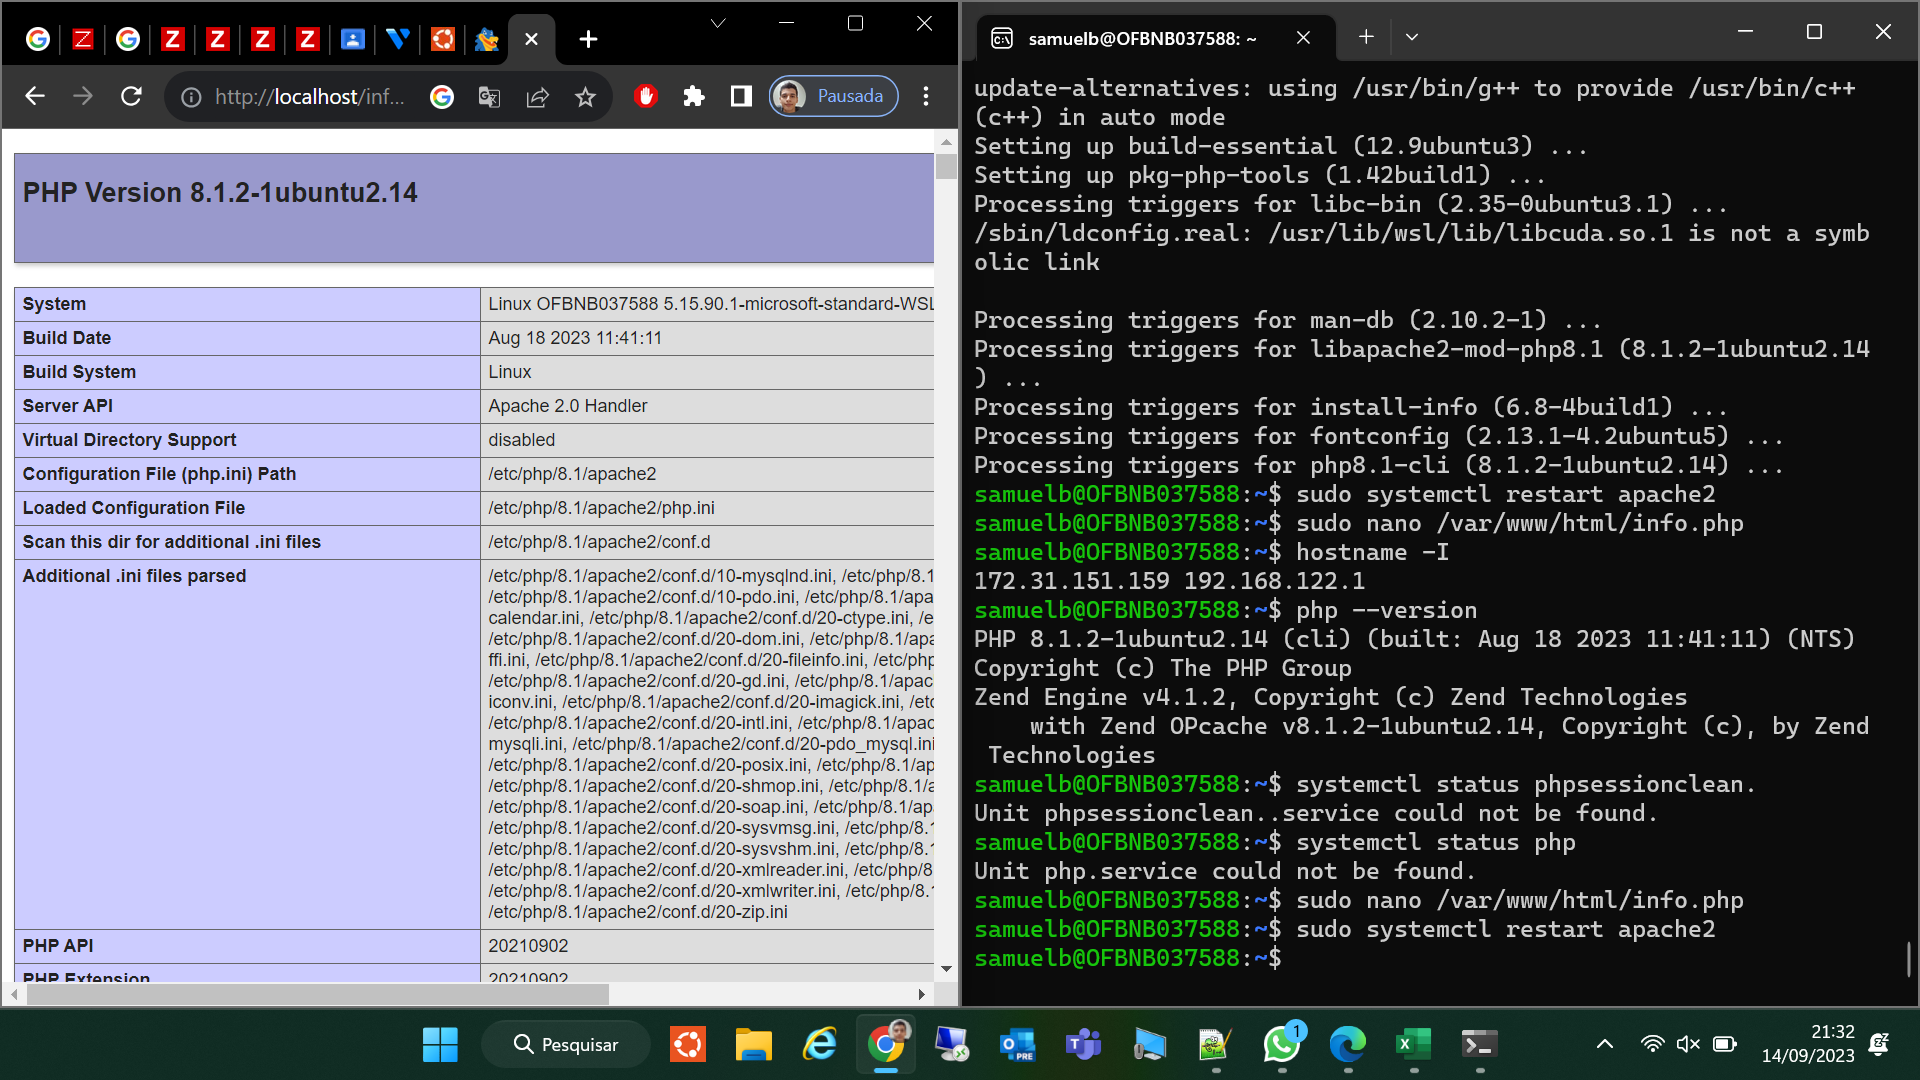 http://localhost/inf...
Pausada
PHP Version 8.1.2-1ubuntu2.14
System Linux OFBNB037588 5.15.90.1-microsoft-standard-WSL
Build Date Aug 18 2023 11:41:11
Build System Linux
Server API Apache 2.0 Handler
Virtual Directory Support disabled
Configuration File (php.ini) Path /etc/php/8.1/apache2
Loaded Configuration File /etc/php/8.1/apache2/php.ini
Scan this dir for additional .ini files /etc/php/8.1/apache2/conf.d
Additional .ini files parsed /etc/php/8.1/apache2/conf.d/10-mysqlnd.ini, /etc/php/8.1
/etc/php/8.1/apache2/conf.d/10-pdo.ini, /etc/php/8.1/apa
calendar.ini, /etc/php/8.1/apache2/conf.d/20-ctype.ini, /e
/etc/php/8.1/apache2/conf.d/20-dom.ini, /etc/php/8.1/apa
ffi.ini, /etc/php/8.1/apache2/conf.d/20-fileinfo.ini, /etc/php
/etc/php/8.1/apache2/conf.d/20-gd.ini, /etc/php/8.1/apac
iconv.ini, /etc/php/8.1/apache2/conf.d/20-imagick.ini, /etc
/etc/php/8.1/apache2/conf.d/20-intl.ini, /etc/php/8.1/apac
mysqli.ini, /etc/php/8.1/apache2/conf.d/20-pdo_mysql.ini
/etc/php/8.1/apache2/conf.d/20-posix.ini, /etc/php/8.1/ap
/etc/php/8.1/apache2/conf.d/20-shmop.ini, /etc/php/8.1/a
/etc/php/8.1/apache2/conf.d/20-soap.ini, /etc/php/8.1/ap
/etc/php/8.1/apache2/conf.d/20-sysvmsg.ini, /etc/php/8.1
/etc/php/8.1/apache2/conf.d/20-sysvshm.ini, /etc/php/8.1
/etc/php/8.1/apache2/conf.d/20-xmlreader.ini, /etc/php/8
/etc/php/8.1/apache2/conf.d/20-xmlwriter.ini, /etc/php/8.1
/etc/php/8.1/apache2/conf.d/20-zip.ini
PHP API 20210902
PHP Extension 20210902
samuelb@OFBNB037588: ~
update-alternatives: using /usr/bin/g++ to provide /usr/bin/c++
(c++) in auto mode
Setting up build-essential (12.9ubuntu3) ...
Setting up pkg-php-tools (1.42build1) ...
Processing triggers for libc-bin (2.35-0ubuntu3.1) ...
/sbin/ldconfig.real: /usr/lib/wsl/lib/libcuda.so.1 is not a symb
olic link
Processing triggers for man-db (2.10.2-1) ...
Processing triggers for libapache2-mod-php8.1 (8.1.2-1ubuntu2.14
) ...
Processing triggers for install-info (6.8-4build1) ...
Processing triggers for fontconfig (2.13.1-4.2ubuntu5) ...
Processing triggers for php8.1-cli (8.1.2-1ubuntu2.14) ...
samuelb@OFBNB037588:~$ sudo systemctl restart apache2
samuelb@OFBNB037588:~$ sudo nano /var/www/html/info.php
samuelb@OFBNB037588:~$ hostname -I
172.31.151.159 192.168.122.1
samuelb@OFBNB037588:~$ php --version
PHP 8.1.2-1ubuntu2.14 (cli) (built: Aug 18 2023 11:41:11) (NTS)
Copyright (c) The PHP Group
Zend Engine v4.1.2, Copyright (c) Zend Technologies
with Zend OPcache v8.1.2-1ubuntu2.14, Copyright (c), by Zend
Technologies
samuelb@OFBNB037588:~$ systemctl status phpsessionclean.
Unit phpsessionclean..service could not be found.
samuelb@OFBNB037588:~$ systemctl status php
Unit php.service could not be found.
samuelb@OFBNB037588:~$ sudo nano /var/www/html/info.php
samuelb@OFBNB037588:~$ sudo systemctl restart apache2
samuelb@OFBNB037588:~$
Pesquisar
1
21:32
14/09/2023